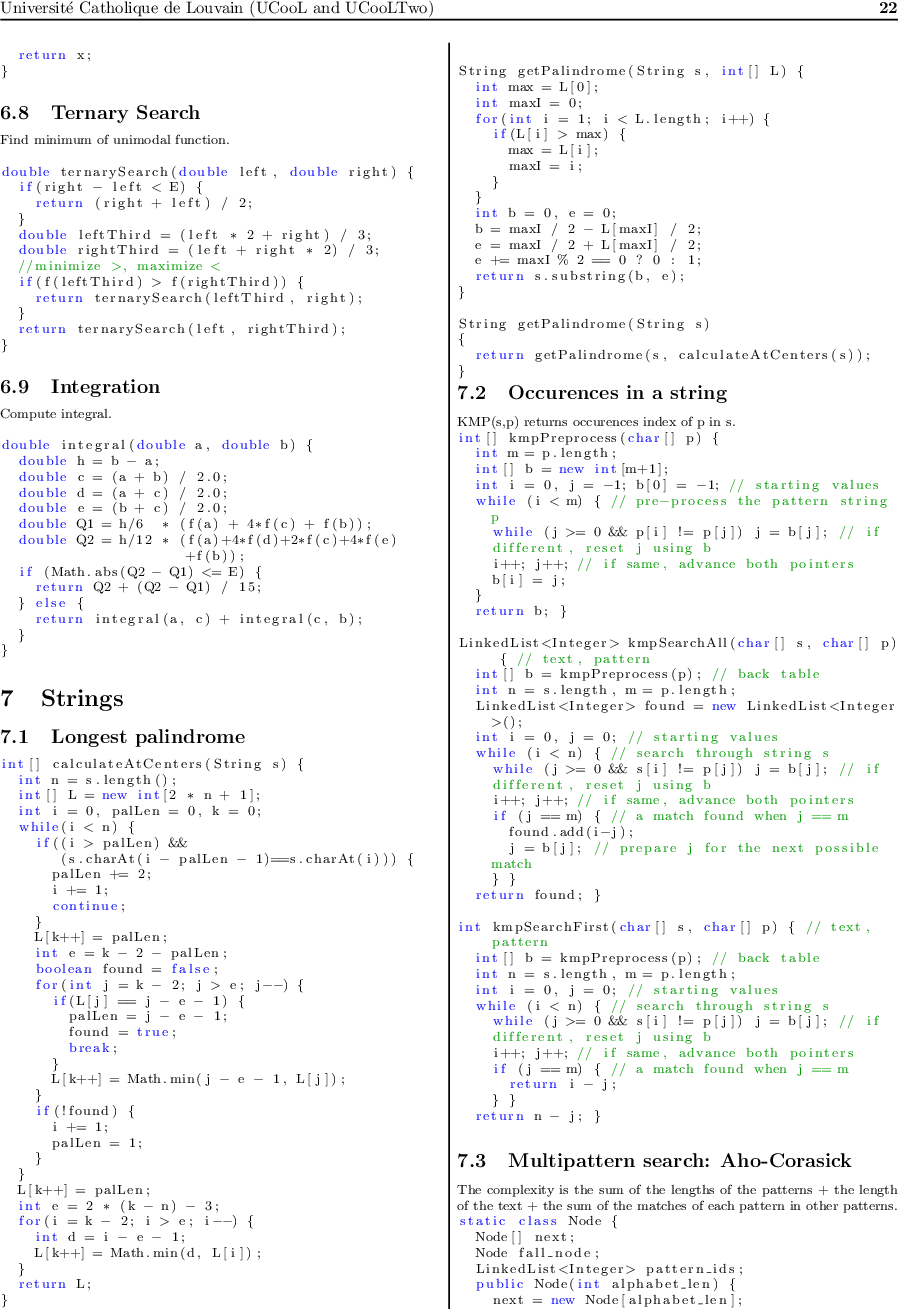 Université Catholique de Louvain (UCooL and UCooLTwo) 22
return x;
}
6.8 Ternary Search
Find minimum of unimodal function.
double ternarySearch(double left, double right) {
if(right - left < E) {
return (right + left) / 2;
}
double leftThird = (left * 2 + right) / 3;
double rightThird = (left + right * 2) / 3;
//minimize >, maximize <
if(f(leftThird) > f(rightThird)) {
return ternarySearch(leftThird, right);
}
return ternarySearch(left, rightThird);
}
6.9 Integration
Compute integral.
double integral(double a, double b) {
double h = b - a;
double c = (a + b) / 2.0;
double d = (a + c) / 2.0;
double e = (b + c) / 2.0;
double Q1 = h/6 * (f(a) + 4*f(c) + f(b));
double Q2 = h/12 * (f(a)+4*f(d)+2*f(c)+4*f(e)
+f(b));
if (Math.abs(Q2 - Q1) <= E) {
return Q2 + (Q2 - Q1) / 15;
} else {
return integral(a, c) + integral(c, b);
}
}
7 Strings
7.1 Longest palindrome
int[] calculateAtCenters(String s) {
int n = s.length();
int[] L = new int[2 * n + 1];
int i = 0, palLen = 0, k = 0;
while(i < n) {
if((i > palLen) &&
(s.charAt(i - palLen - 1)==s.charAt(i))) {
palLen += 2;
i += 1;
continue;
}
L[k++] = palLen;
int e = k - 2 - palLen;
boolean found = false;
for(int j = k - 2; j > e; j--) {
if(L[j] == j - e - 1) {
palLen = j - e - 1;
found = true;
break;
}
L[k++] = Math.min(j - e - 1, L[j]);
}
if(!found) {
i += 1;
palLen = 1;
}
}
L[k++] = palLen;
int e = 2 * (k - n) - 3;
for(i = k - 2; i > e; i--) {
int d = i - e - 1;
L[k++] = Math.min(d, L[i]);
}
return L;
}
String getPalindrome(String s, int[] L) {
int max = L[0];
int maxI = 0;
for(int i = 1; i < L.length; i++) {
if(L[i] > max) {
max = L[i];
maxI = i;
}
}
int b = 0, e = 0;
b = maxI / 2 - L[maxI] / 2;
e = maxI / 2 + L[maxI] / 2;
e += maxI % 2 == 0 ? 0 : 1;
return s.substring(b, e);
}
String getPalindrome(String s)
{
return getPalindrome(s, calculateAtCenters(s));
}
7.2 Occurences in a string
KMP(s,p) returns occurences index of p in s.
int[] kmpPreprocess(char[] p) {
int m = p.length;
int[] b = new int[m+1];
int i = 0, j = -1; b[0] = -1; // starting values
while (i < m) { // pre-process the pattern string
p
while (j >= 0 && p[i] != p[j]) j = b[j]; // if
different, reset j using b
i++; j++; // if same, advance both pointers
b[i] = j;
}
return b; }
LinkedList<Integer> kmpSearchAll(char[] s, char[] p)
{ // text, pattern
int[] b = kmpPreprocess(p); // back table
int n = s.length, m = p.length;
LinkedList<Integer> found = new LinkedList<Integer
>();
int i = 0, j = 0; // starting values
while (i < n) { // search through string s
while (j >= 0 && s[i] != p[j]) j = b[j]; // if
different, reset j using b
i++; j++; // if same, advance both pointers
if (j == m) { // a match found when j == m
found.add(i-j);
j = b[j]; // prepare j for the next possible
match
} }
return found; }
int kmpSearchFirst(char[] s, char[] p) { // text,
pattern
int[] b = kmpPreprocess(p); // back table
int n = s.length, m = p.length;
int i = 0, j = 0; // starting values
while (i < n) { // search through string s
while (j >= 0 && s[i] != p[j]) j = b[j]; // if
different, reset j using b
i++; j++; // if same, advance both pointers
if (j == m) { // a match found when j == m
return i - j;
} }
return n - j; }
7.3 Multipattern search: Aho-Corasick
The complexity is the sum of the lengths of the patterns + the length
of the text + the sum of the matches of each pattern in other patterns.
static class Node {
Node[] next;
Node fall_node;
LinkedList<Integer> pattern_ids;
public Node(int alphabet_len) {
next = new Node[alphabet_len];